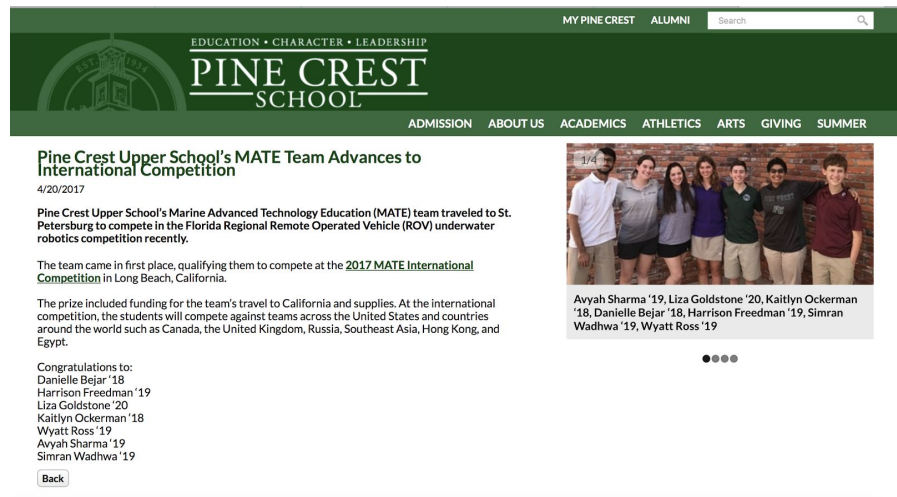 MY PINE CREST ALUMNI Search
EST. 1934
EDUCATION • CHARACTER • LEADERSHIP
PINE CREST
SCHOOL
ADMISSION ABOUT US ACADEMICS ATHLETICS ARTS GIVING SUMMER
Pine Crest Upper School's MATE Team Advances to
International Competition
4/20/2017
Pine Crest Upper School's Marine Advanced Technology Education (MATE) team traveled to St.
Petersburg to compete in the Florida Regional Remote Operated Vehicle (ROV) underwater
robotics competition recently.
The team came in first place, qualifying them to compete at the 2017 MATE International
Competition in Long Beach, California.
The prize included funding for the team's travel to California and supplies. At the international
competition, the students will compete against teams across the United States and countries
around the world such as Canada, the United Kingdom, Russia, Southeast Asia, Hong Kong, and
Egypt.
Congratulations to:
Danielle Bejar '18
Harrison Freedman '19
Liza Goldstone '20
Kaitlyn Ockerman '18
Wyatt Ross '19
Avyah Sharma '19
Simran Wadhwa '19
Back
1/4
Avyah Sharma '19, Liza Goldstone '20, Kaitlyn Ockerman
'18, Danielle Bejar '18, Harrison Freedman '19, Simran
Wadhwa '19, Wyatt Ross '19